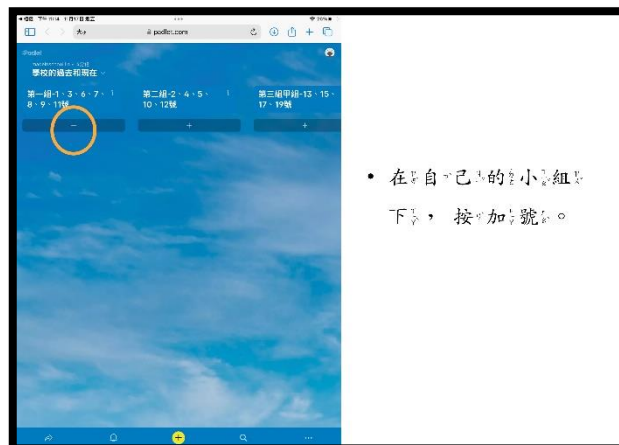 padlet.com
Padlet
學校的過去和現在
第一組-1、3、6、7、
8、9、11號
第二組-2、4、5、
10、12號
第三組甲組-13、15、
17、19號
• 在自己的小組
下，按加號。